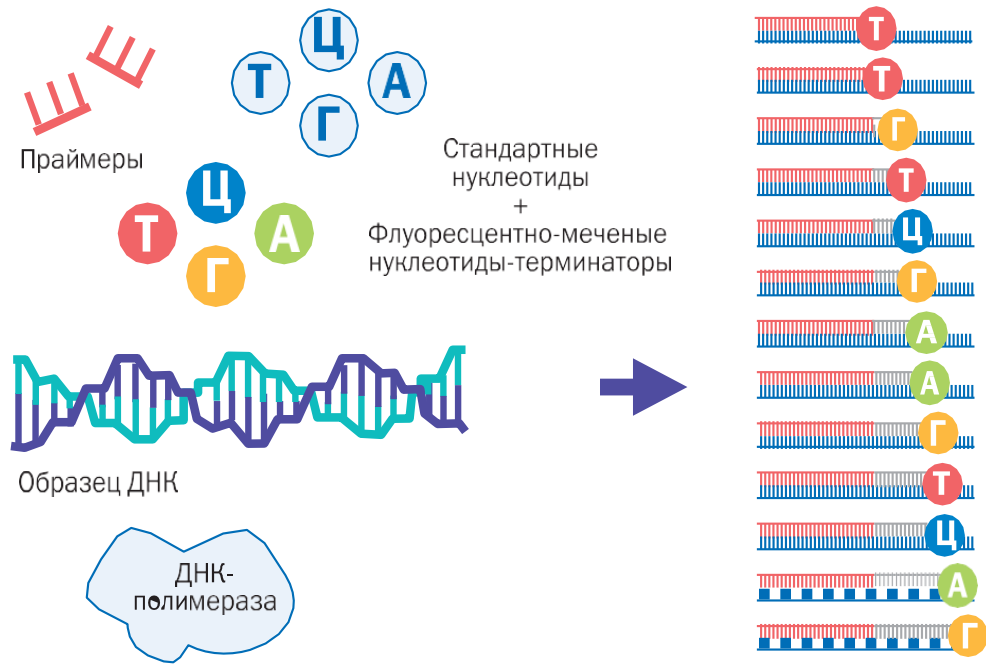 Ц
Т А
Г
Праймеры
Стандартные
нуклеотиды
+
Флуоресцентно-меченые
нуклеотиды-терминаторы
Ц
Т А
Г
Образец ДНК
ДНК-
полимераза
Т
Т
Г
Т
Ц
Г
А
А
Г
Т
Ц
А
Г